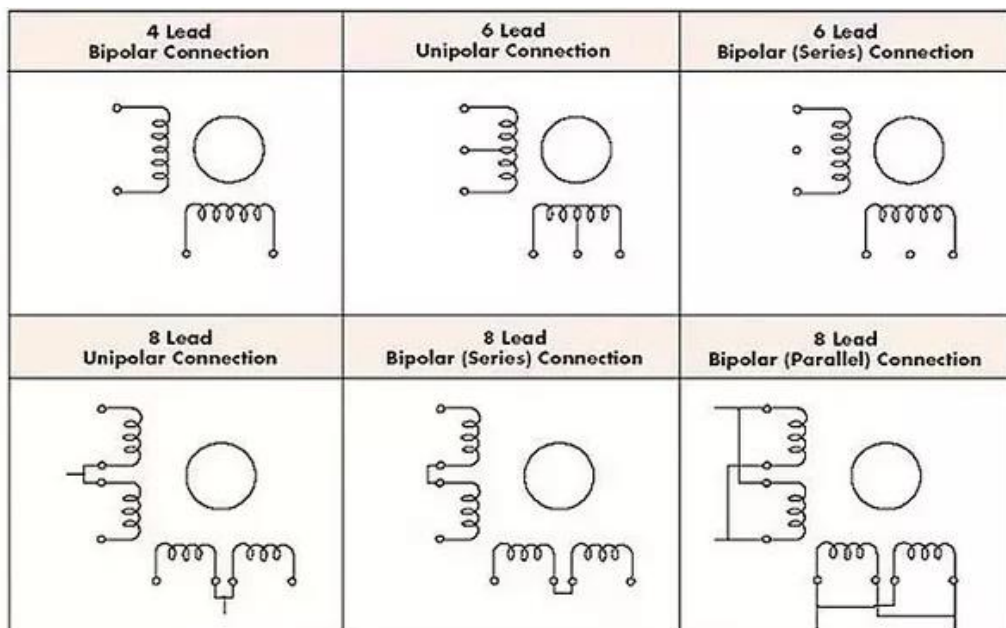 4 Lead
Bipolar Connection
6 Lead
Unipolar Connection
6 Lead
Bipolar (Series) Connection
8 Lead
Unipolar Connection
8 Lead
Bipolar (Series) Connection
8 Lead
Bipolar (Parallel) Connection